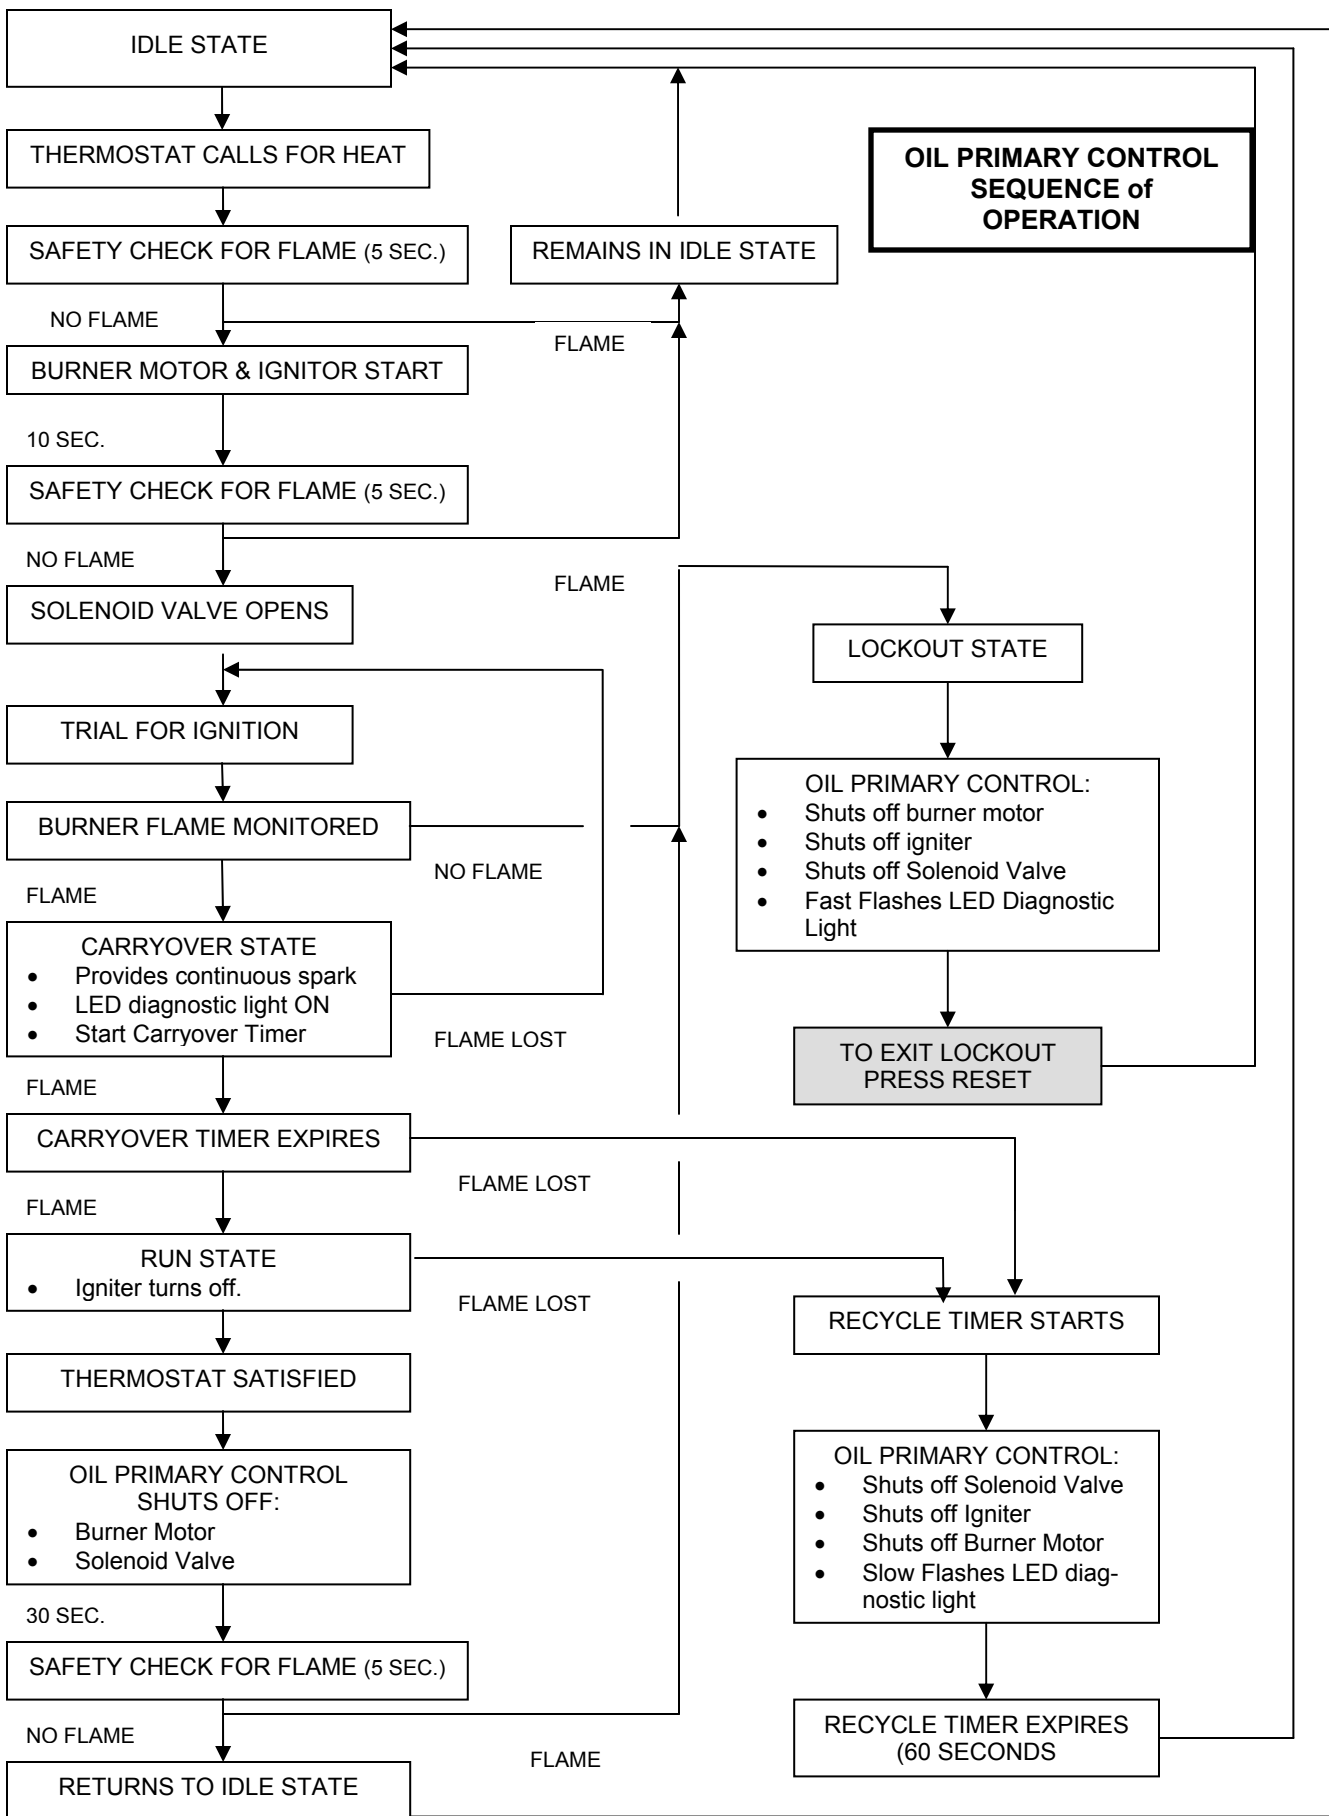 IDLE STATE
THERMOSTAT CALLS FOR HEAT
OIL PRIMARY CONTROL
SEQUENCE of
OPERATION
SAFETY CHECK FOR FLAME (5 SEC.)
REMAINS IN IDLE STATE
NO FLAME
FLAME
BURNER MOTOR & IGNITOR START
10 SEC.
SAFETY CHECK FOR FLAME (5 SEC.)
NO FLAME
FLAME
SOLENOID VALVE OPENS
LOCKOUT STATE
TRIAL FOR IGNITION
BURNER FLAME MONITORED
OIL PRIMARY CONTROL:
• Shuts off burner motor
• Shuts off igniter
• Shuts off Solenoid Valve
• Fast Flashes LED Diagnostic
Light
NO FLAME
FLAME
CARRYOVER STATE
• Provides continuous spark
• LED diagnostic light ON
• Start Carryover Timer
FLAME LOST
TO EXIT LOCKOUT
PRESS RESET
FLAME
CARRYOVER TIMER EXPIRES
FLAME LOST
FLAME
RUN STATE
• Igniter turns off.
FLAME LOST
RECYCLE TIMER STARTS
THERMOSTAT SATISFIED
OIL PRIMARY CONTROL
SHUTS OFF:
• Burner Motor
• Solenoid Valve
OIL PRIMARY CONTROL:
• Shuts off Solenoid Valve
• Shuts off Igniter
• Shuts off Burner Motor
• Slow Flashes LED diag-
nostic light
30 SEC.
SAFETY CHECK FOR FLAME (5 SEC.)
NO FLAME
FLAME
RECYCLE TIMER EXPIRES
(60 SECONDS
RETURNS TO IDLE STATE